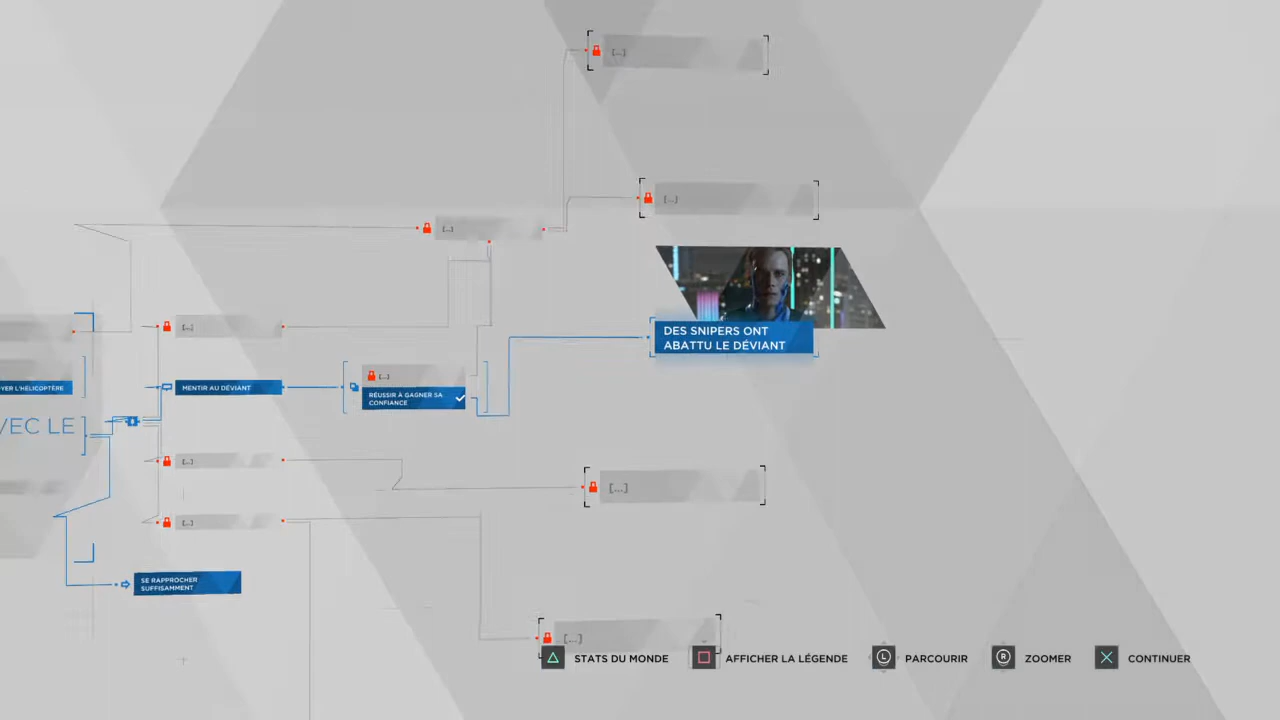 [...]
[...]
[...]
DES SNIPERS ONT
ABATTU LE DÉVIANT
[...]
YER L'HÉLICOPTÈRE
MENTIR AU DÉVIANT
[...]
RÉUSSIR À GAGNER SA
CONFIANCE
VEC LE
[...]
[...]
[...]
SE RAPPROCHER
SUFFISAMMENT
[...]
STATS DU MONDE
AFFICHER LA LÉGENDE
L
PARCOURIR
R
ZOOMER
CONTINUER